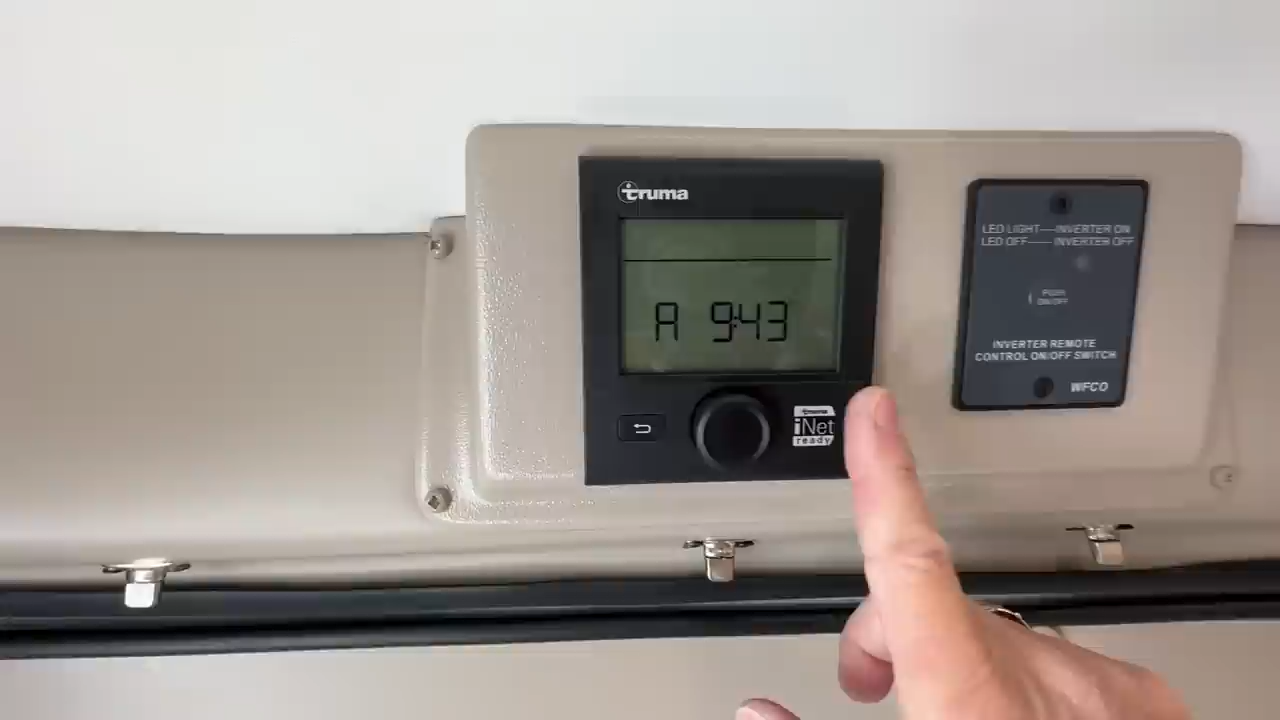 truma
A 9:43
truma
iNet
ready
LED LIGHT----INVERTER ON
LED OFF---- INVERTER OFF
PUSH
ON/OFF
INVERTER REMOTE
CONTROL ON/OFF SWITCH
WFCO